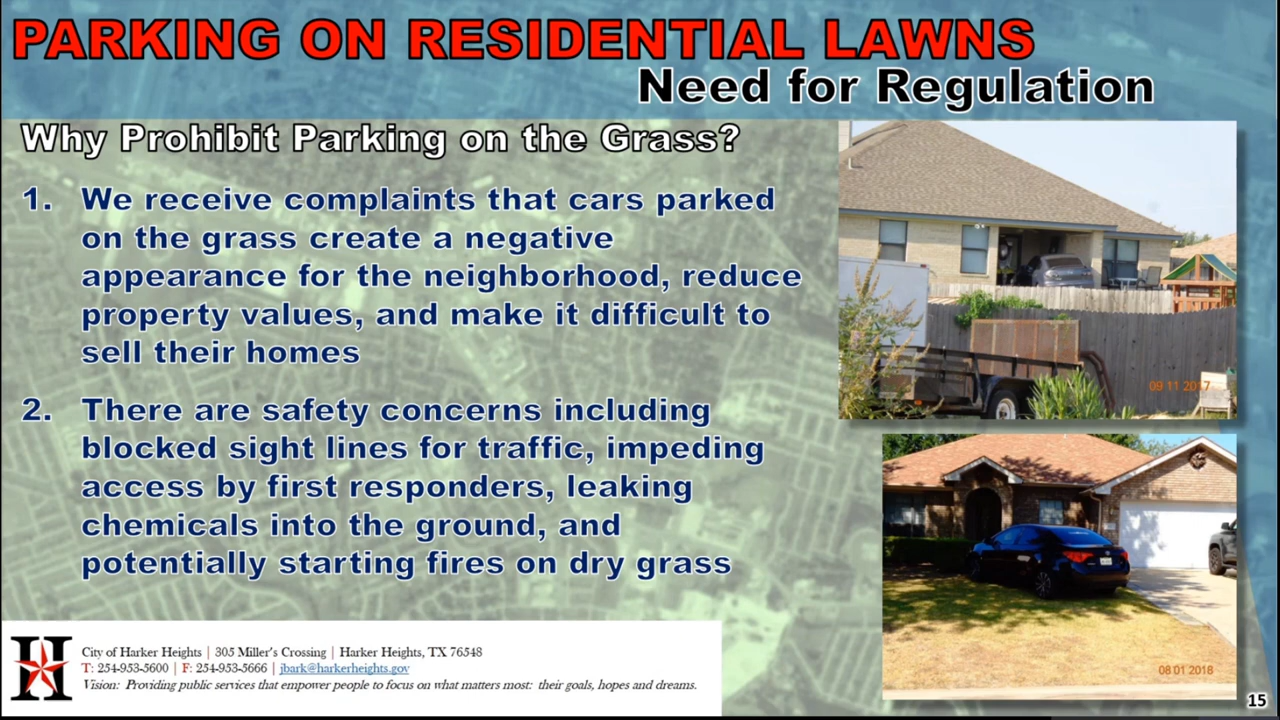 PARKING ON RESIDENTIAL LAWNS
Need for Regulation
Why Prohibit Parking on the Grass?
1. We receive complaints that cars parked
on the grass create a negative
appearance for the neighborhood, reduce
property values, and make it difficult to
sell their homes
2. There are safety concerns including
blocked sight lines for traffic, impeding
access by first responders, leaking
chemicals into the ground, and
potentially starting fires on dry grass
09 11 2017
08 01 2018
H
City of Harker Heights | 305 Miller's Crossing | Harker Heights, TX 76548
T: 254-953-5600 | F: 254-953-5666 | jbark@harkerheights.gov
Vision: Providing public services that empower people to focus on what matters most: their goals, hopes and dreams.
15